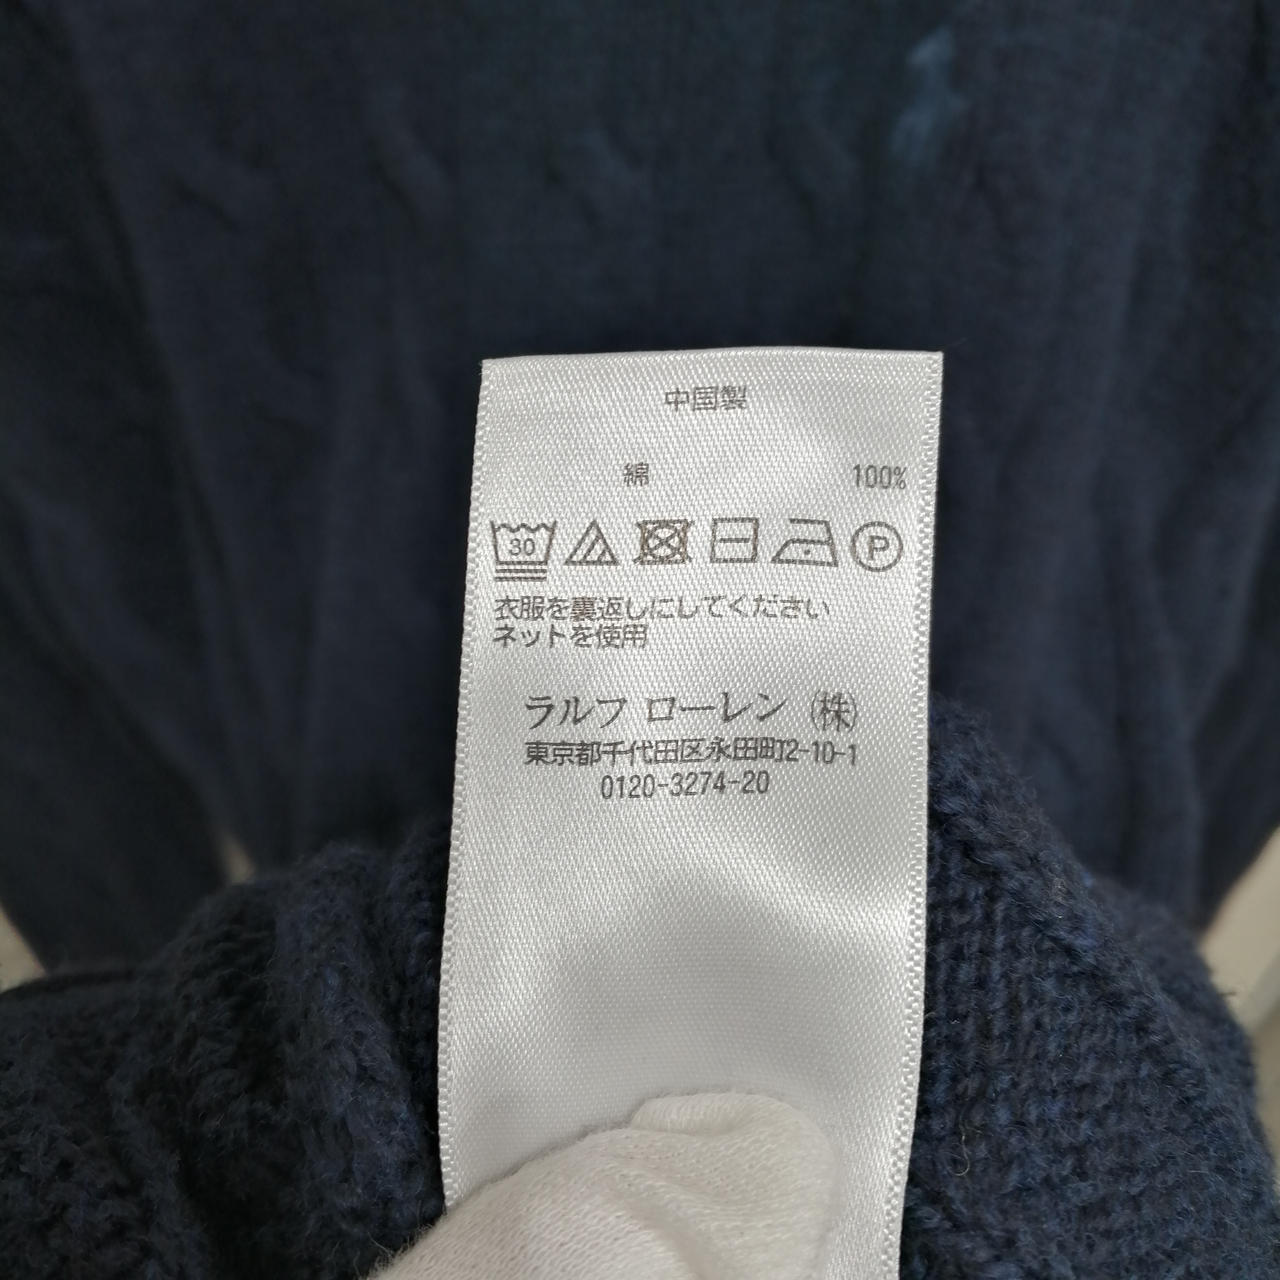 中国製
綿 100%
30 P
衣服を裏返しにしてください
ネットを使用
ラルフ ローレン (株)
東京都千代田区永田町2-10-1
0120-3274-20